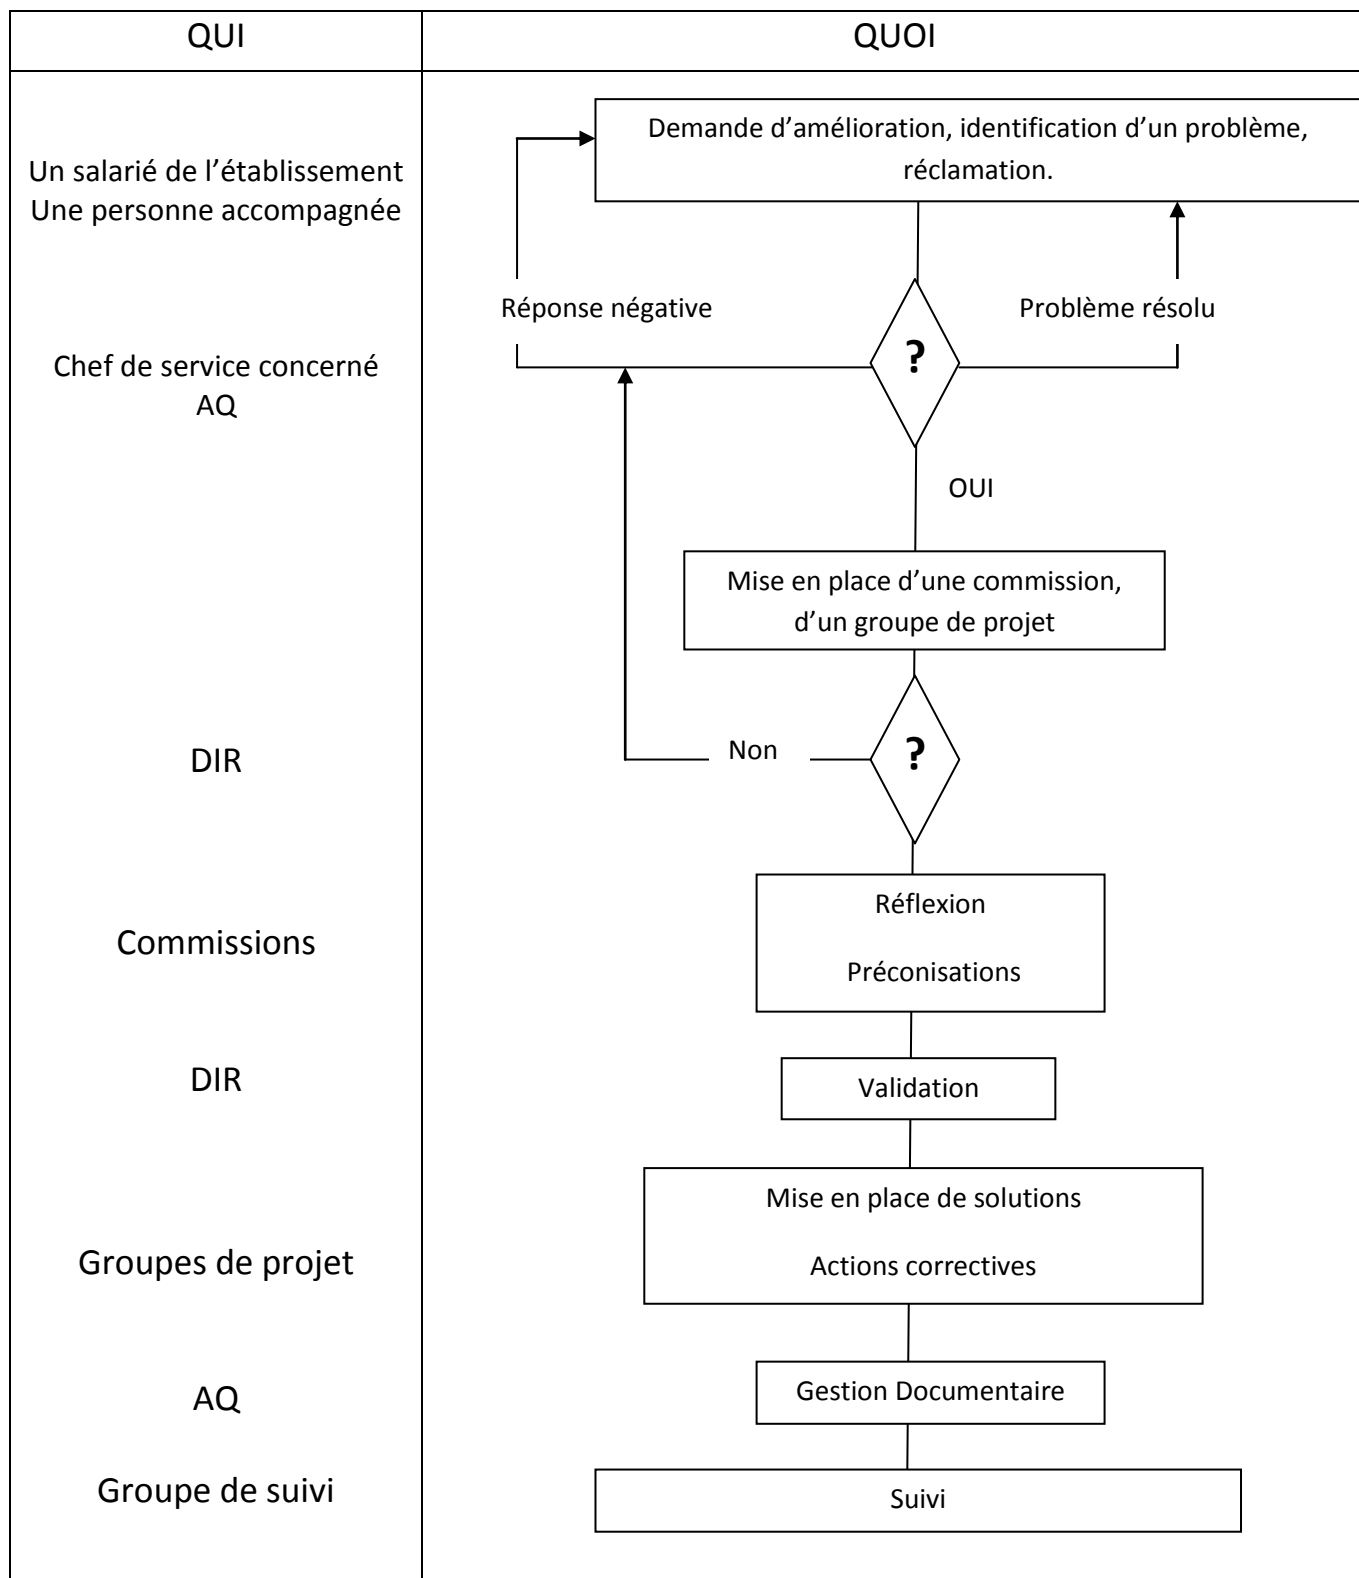 QUI
QUOI
Demande d’amélioration, identification d’un problème,
réclamation.
Un salarié de l’établissement
Une personne accompagnée
Réponse négative
Problème résolu
?
Chef de service concerné
AQ
OUI
Mise en place d’une commission,
d’un groupe de projet
DIR
Non
?
Réflexion
Commissions
Préconisations
DIR
Validation
Mise en place de solutions
Groupes de projet
Actions correctives
AQ
Gestion Documentaire
Groupe de suivi
Suivi